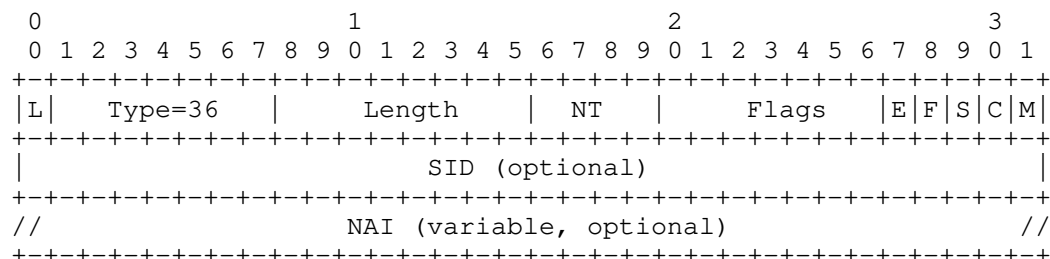 0                   1                   2                   3
 0 1 2 3 4 5 6 7 8 9 0 1 2 3 4 5 6 7 8 9 0 1 2 3 4 5 6 7 8 9 0 1
+-+-+-+-+-+-+-+-+-+-+-+-+-+-+-+-+-+-+-+-+-+-+-+-+-+-+-+-+-+-+-+-+
|L|   Type=36   |     Length    |  NT   |     Flags     |E|F|S|C|M|
+-+-+-+-+-+-+-+-+-+-+-+-+-+-+-+-+-+-+-+-+-+-+-+-+-+-+-+-+-+-+-+-+
|                         SID (optional)                        |
+-+-+-+-+-+-+-+-+-+-+-+-+-+-+-+-+-+-+-+-+-+-+-+-+-+-+-+-+-+-+-+-+
//                   NAI (variable, optional)                  //
+-+-+-+-+-+-+-+-+-+-+-+-+-+-+-+-+-+-+-+-+-+-+-+-+-+-+-+-+-+-+-+-+